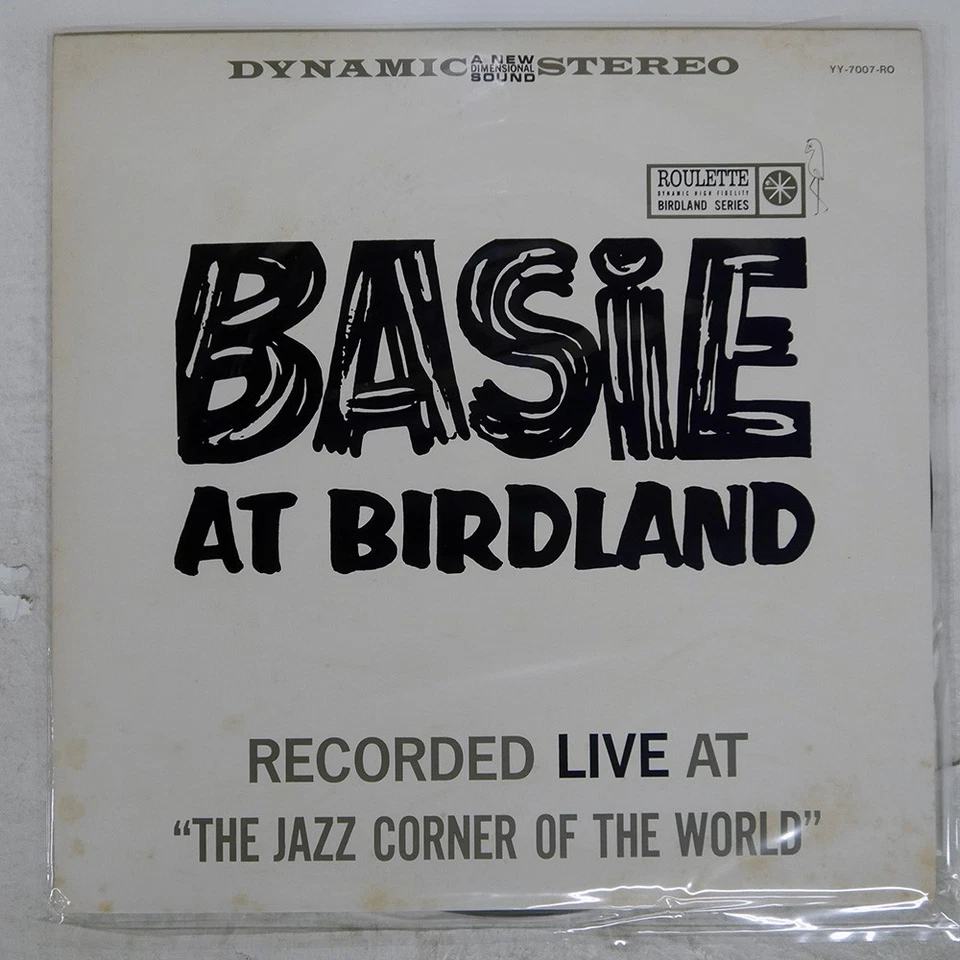 DYNAMIC A NEW DIMENSIONAL SOUND STEREO
YY-7007-RO
ROULETTE
DYNAMIC HIGH FIDELITY
BIRDLAND SERIES
BASiE
AT BIRDLAND
RECORDED LIVE AT
“THE JAZZ CORNER OF THE WORLD”